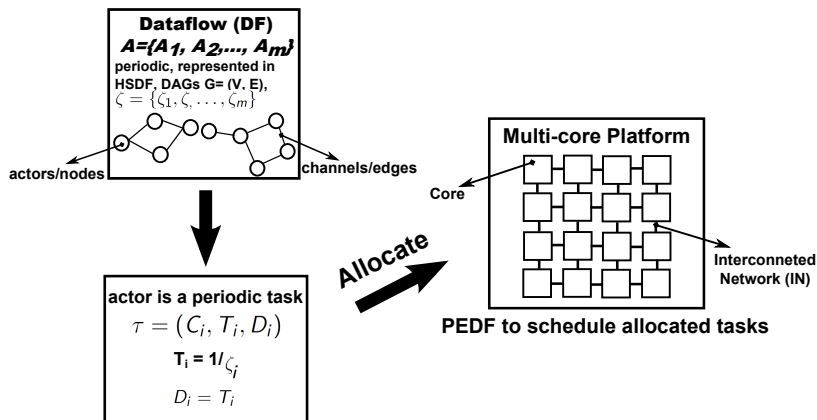 Dataflow (DF)
A={A1, A2,..., Am}
periodic, represented in
HSDF, DAGs G= (V, E),
ζ = {ζ1, ζ, . . . , ζm}
actors/nodes
channels/edges
actor is a periodic task
τ = (Ci, Ti, Di)
Ti = 1/ζi
Di = Ti
Allocate
Multi-core Platform
Core
Interconneted
Network (IN)
PEDF to schedule allocated tasks